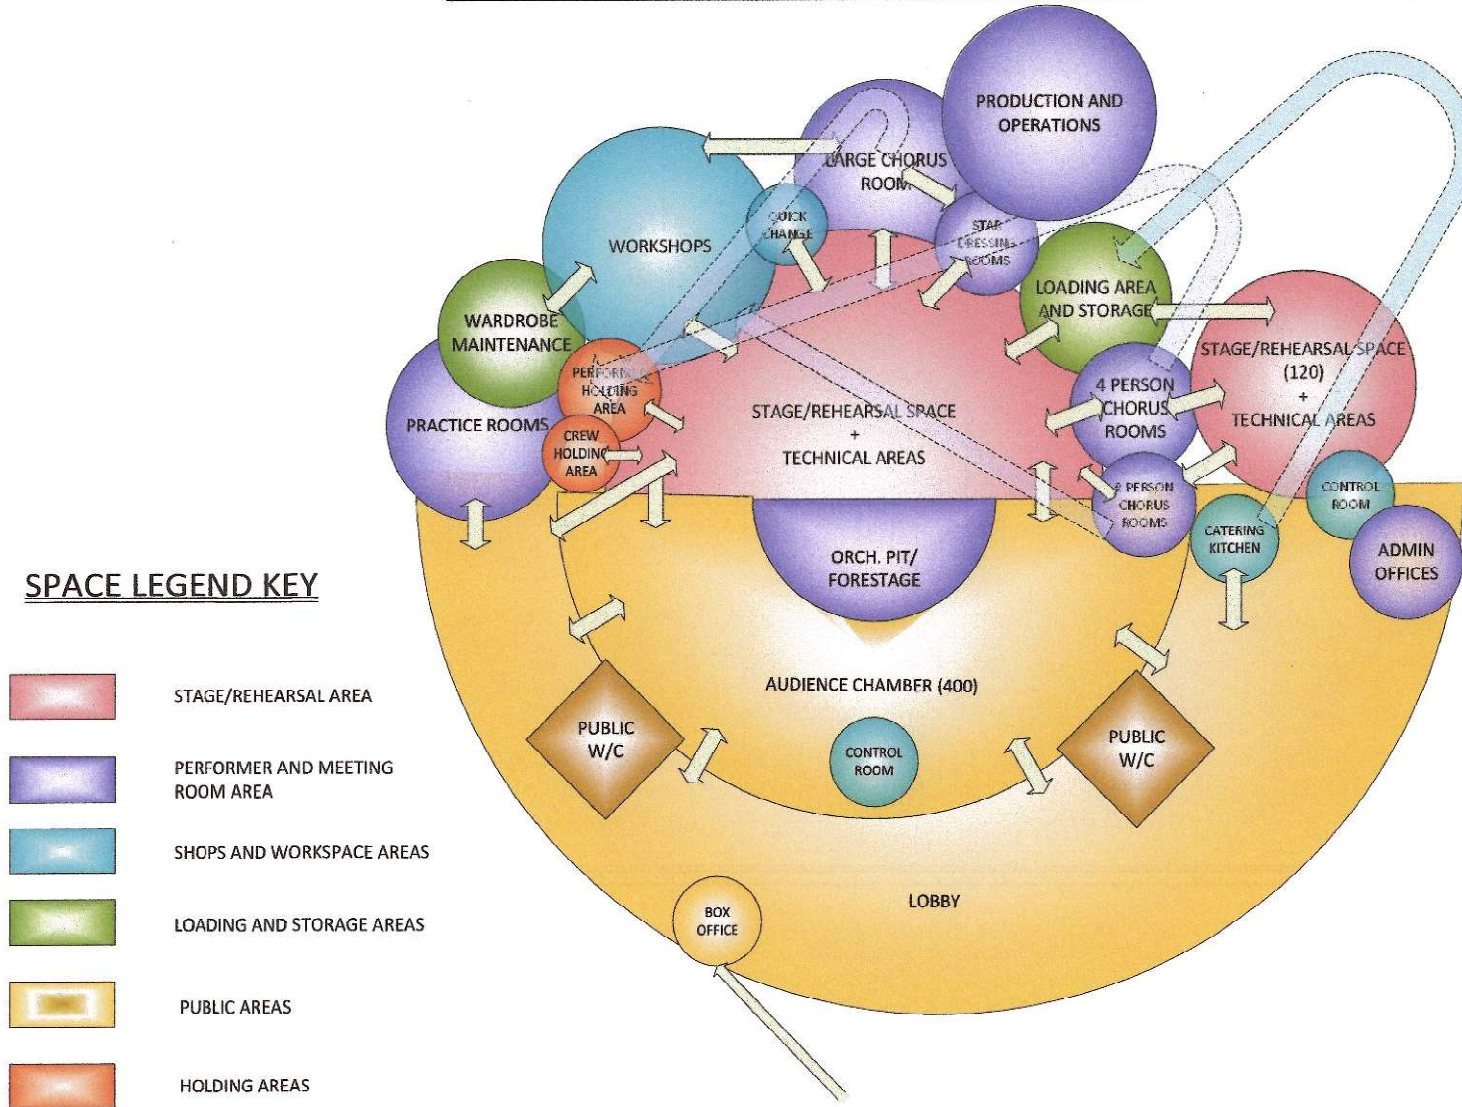 PRODUCTION AND
OPERATIONS
LARGE CHORUS
ROOM
QUICK
CHANGE
STAR
DRESSING
ROOMS
WORKSHOPS
LOADING AREA
AND STORAGE
WARDROBE
MAINTENANCE
STAGE/REHEARSAL SPACE
(120)
+
TECHNICAL AREAS
PERFORMER
HOLDING
AREA
4 PERSON
CHORUS
ROOMS
PRACTICE ROOMS
STAGE/REHEARSAL SPACE
+
TECHNICAL AREAS
CREW
HOLDING
AREA
PERSON
CHORUS
ROOMS
CONTROL
ROOM
CATERING
KITCHEN
ADMIN
OFFICES
ORCH. PIT/
FORESTAGE
AUDIENCE CHAMBER (400)
PUBLIC
W/C
CONTROL
ROOM
PUBLIC
W/C
LOBBY
BOX
OFFICE
SPACE LEGEND KEY
STAGE/REHEARSAL AREA
PERFORMER AND MEETING
ROOM AREA
SHOPS AND WORKSPACE AREAS
LOADING AND STORAGE AREAS
PUBLIC AREAS
HOLDING AREAS